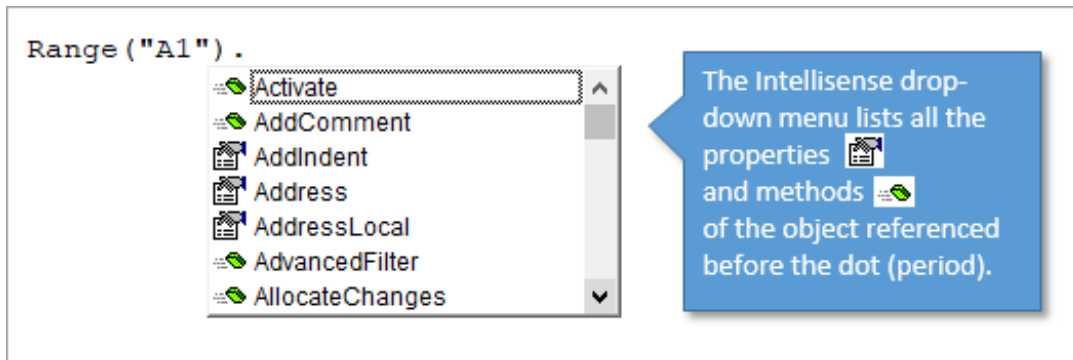 Range("A1").
Activate
AddComment
AddIndent
Address
AddressLocal
AdvancedFilter
AllocateChanges
The Intellisense drop-
down menu lists all the
properties
and methods
of the object referenced
before the dot (period).